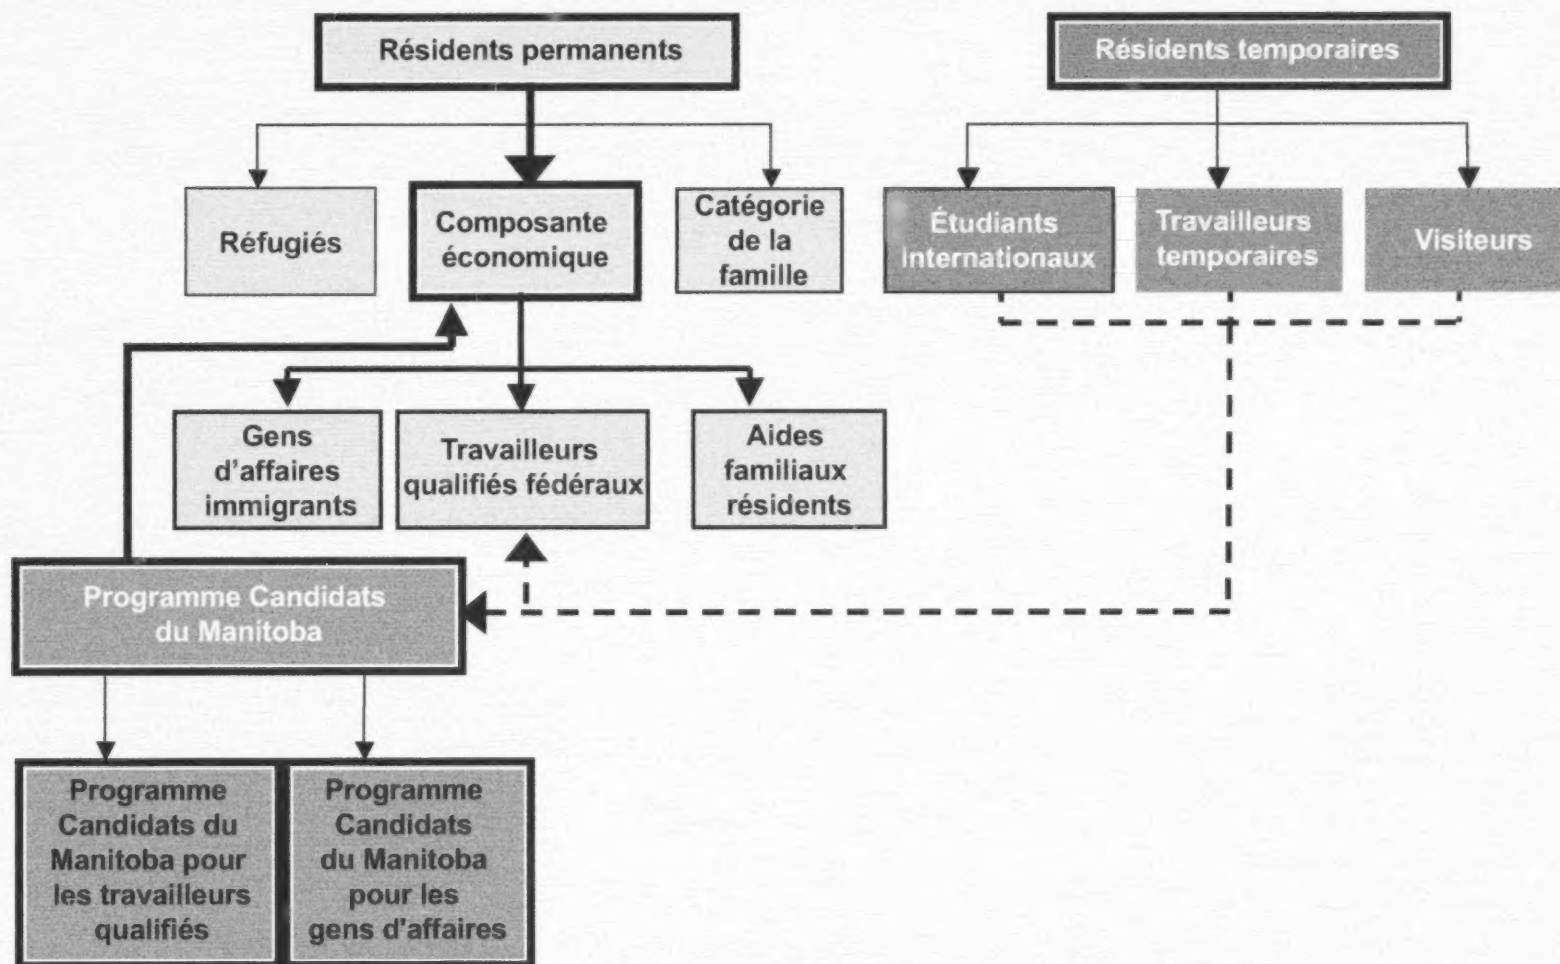 Résidents permanents
Résidents temporaires
Réfugiés
Composante
économique
Catégorie
de la
famille
Étudiants
internationaux
Travailleurs
temporaires
Visiteurs
Gens
d'affaires
immigrants
Travailleurs
qualifiés fédéraux
Aides
familiaux
résidents
Programme Candidats
du Manitoba
Programme
Candidats du
Manitoba pour
les travailleurs
qualifiés
Programme
Candidats
du Manitoba
pour les
gens d'affaires